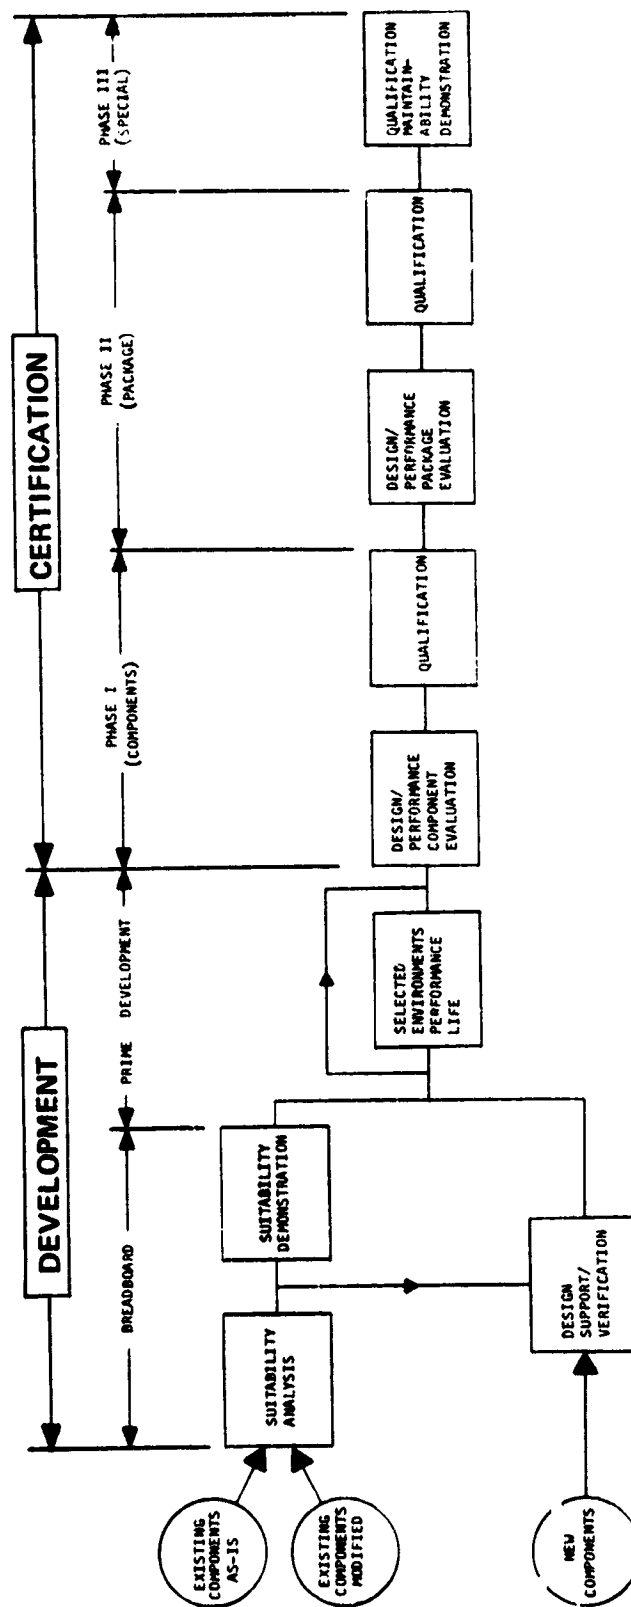 DEVELOPMENT
CERTIFICATION
BREADBOARD
PRIME DEVELOPMENT
PHASE I
(COMPONENTS)
PHASE II
(PACKAGE)
PHASE III
(SPECIAL)
EXISTING
COMPONENTS
AS-IS
EXISTING
COMPONENTS
MODIFIED
NEW
COMPONENTS
SUITABILITY
ANALYSIS
SUITABILITY
DEMONSTRATION
DESIGN
SUPPORT/
VERIFICATION
SELECTED
ENVIRONMENTS
PERFORMANCE
LIFE
DESIGN/
PERFORMANCE
COMPONENT
EVALUATION
QUALIFICATION
DESIGN/
PERFORMANCE
PACKAGE
EVALUATION
QUALIFICATION
QUALIFICATION
MAINTAIN-
ABILITY
DEMONSTRATION